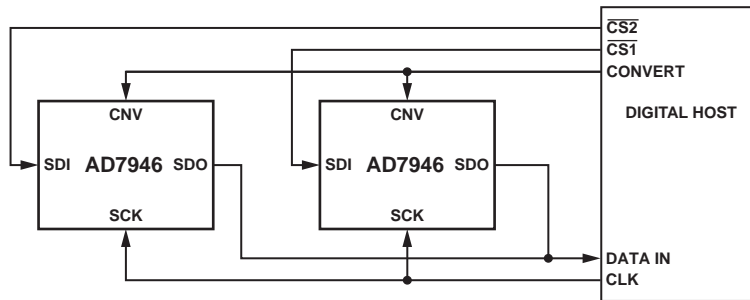 CS2
CS1
CONVERT
DIGITAL HOST
CNV
CNV
SDI AD7946 SDO
SDI AD7946 SDO
SCK
SCK
DATA IN
CLK